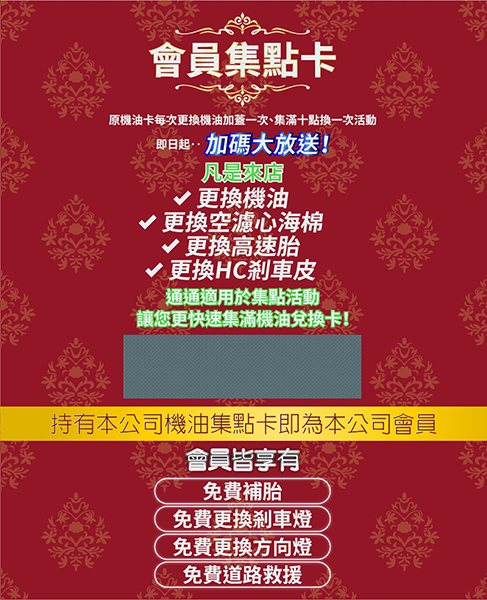 會員集點卡
原機油卡每次更換機油加蓋一次、集滿十點換一次活動
即日起‥ 加碼大放送!
凡是來店
✓ 更換機油
✓ 更換空濾心海棉
✓ 更換高速胎
✓ 更換HC剎車皮
通通適用於集點活動
讓您更快速集滿機油兌換卡!
持有本公司機油集點卡即為本公司會員
會員皆享有
免費補胎
免費更換剎車燈
免費更換方向燈
免費道路救援